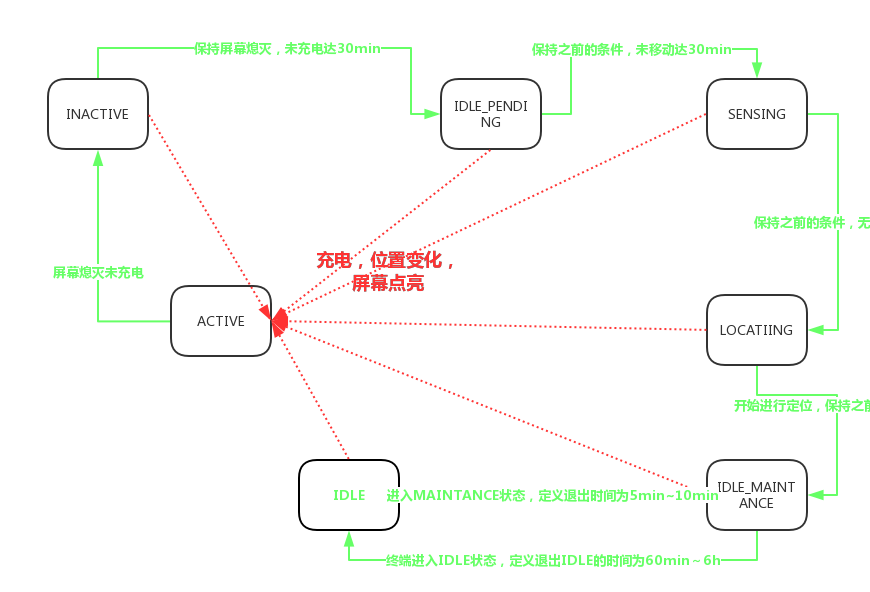 保持屏幕熄灭，未充电达30min
保持之前的条件，未移动达30min
INACTIVE
IDLE_PENDI
NG
SENSING
保持之前的条件，无
充电，位置变化，
屏幕点亮
屏幕熄灭未充电
ACTIVE
LOCATIING
开始进行定位，保持之前
IDLE
进入MAINTANCE状态，定义退出时间为5min~10min
IDLE_MAINT
ANCE
终端进入IDLE状态，定义退出IDLE的时间为60min~6h